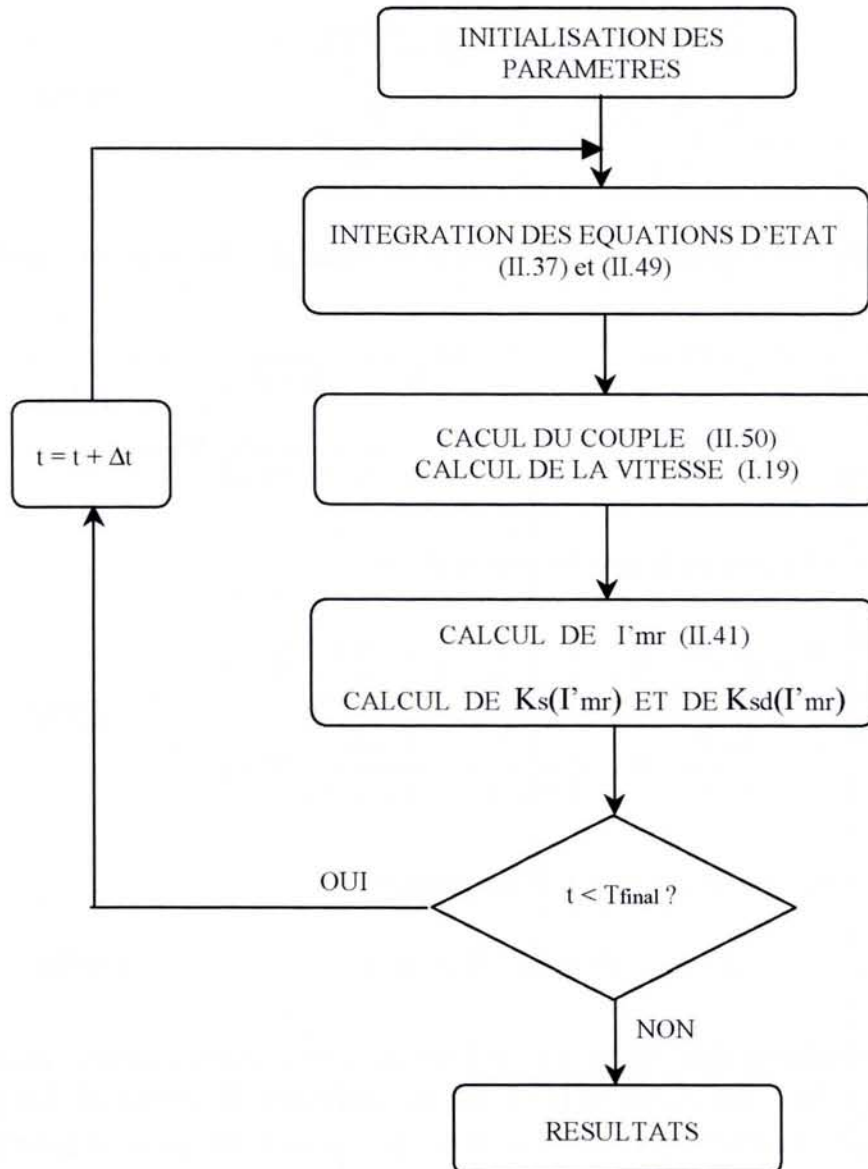 INITIALISATION DES
PARAMETRES
INTEGRATION DES EQUATIONS D'ETAT
(II.37) et (II.49)
t = t + Δt
CACUL DU COUPLE (II.50)
CALCUL DE LA VITESSE (I.19)
CALCUL DE I'mr (II.41)
CALCUL DE Ks(I'mr) ET DE Ksd(I'mr)
OUI
t < Tfinal ?
NON
RESULTATS